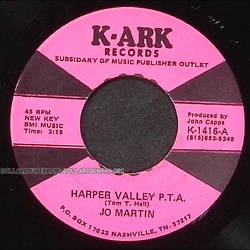 K-ARK
RECORDS
SUBSIDARY OF MUSIC PUBLISHER OUTLET
45 RPM
NEW KEY
BMI MUSIC
Time: 3:15
Produced by
John Capps
K-1416-A
(615)883-5349
HARPER VALLEY P.T.A.
(Tom T. Hall)
JO MARTIN
P.O. BOX 17033 NASHVILLE, TN. 37217